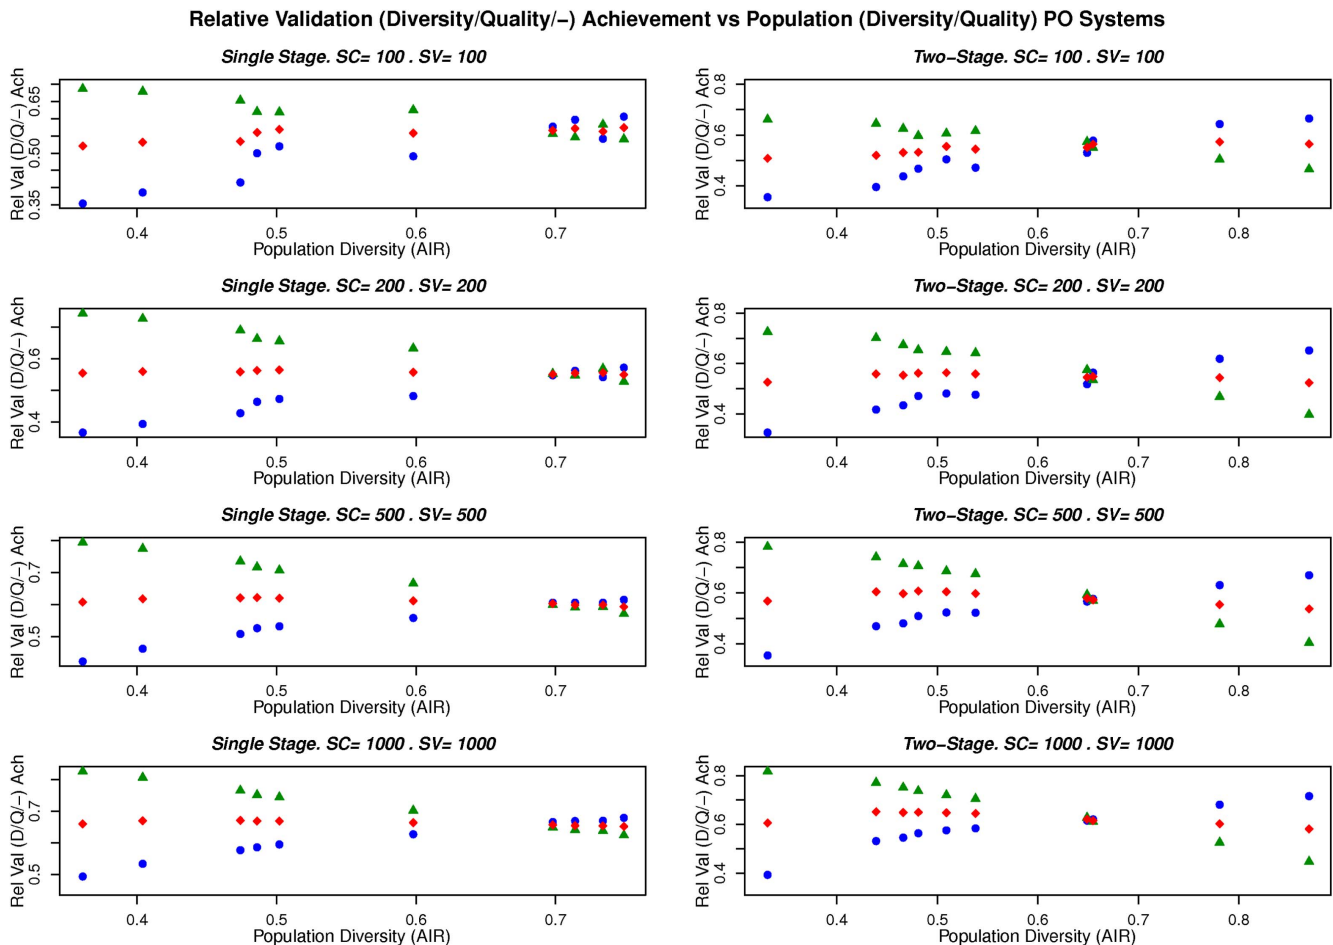 Relative Validation (Diversity/Quality/−) Achievement vs Population (Diversity/Quality) PO Systems
Single Stage. SC= 100 . SV= 100
Rel Val (D/Q/−) Ach
0.35 0.50 0.65
0.4 0.5 0.6 0.7
Population Diversity (AIR)
Two−Stage. SC= 100 . SV= 100
Rel Val (D/Q/−) Ach
0.4 0.6 0.8
0.4 0.5 0.6 0.7 0.8
Population Diversity (AIR)
Single Stage. SC= 200 . SV= 200
Rel Val (D/Q/−) Ach
0.4 0.6
0.4 0.5 0.6 0.7
Population Diversity (AIR)
Two−Stage. SC= 200 . SV= 200
Rel Val (D/Q/−) Ach
0.4 0.6 0.8
0.4 0.5 0.6 0.7 0.8
Population Diversity (AIR)
Single Stage. SC= 500 . SV= 500
Rel Val (D/Q/−) Ach
0.5 0.7
0.4 0.5 0.6 0.7
Population Diversity (AIR)
Two−Stage. SC= 500 . SV= 500
Rel Val (D/Q/−) Ach
0.4 0.6 0.8
0.4 0.5 0.6 0.7 0.8
Population Diversity (AIR)
Single Stage. SC= 1000 . SV= 1000
Rel Val (D/Q/−) Ach
0.5 0.7
0.4 0.5 0.6 0.7
Population Diversity (AIR)
Two−Stage. SC= 1000 . SV= 1000
Rel Val (D/Q/−) Ach
0.4 0.6 0.8
0.4 0.5 0.6 0.7 0.8
Population Diversity (AIR)